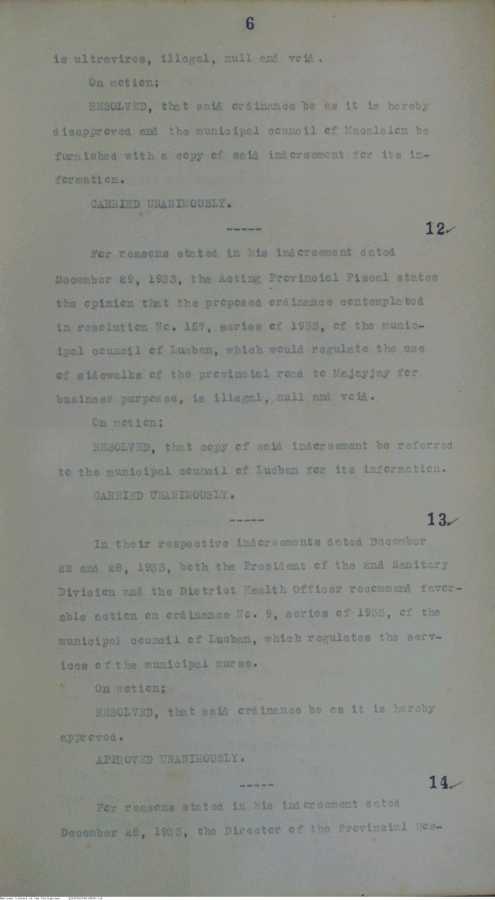 6
is ultravires, illegal, null and void.
On motion;
RESOLVED, that said ordinance be as it is hereby
disapproved and the municipal council of Macalelon be
furnished with a copy of said indorsement for its in-
formation.
CARRIED UNANIMOUSLY.
-----
12
For reasons stated in his indorsement dated
December 29, 1933, the Acting Provincial Fiscal states
the opinion that the proposed ordinance contemplated
in resolution No. 157, series of 1933, of the munic-
ipal council of Lucban, which would regulate the use
of sidewalks of the provincial road to Majayjay for
business purposes, is illegal, null and void.
On motion;
RESOLVED, that copy of said indorsement be referred
to the municipal council of Lucban for its information.
CARRIED UNANIMOUSLY.
-----
13
In their respective indorsements dated December
22 and 28, 1933, both the President of the 2nd Sanitary
Division and the District Health Officer recommend favor-
able action on ordinance No. 9, series of 1933, of the
municipal council of Lucban, which regulates the serv-
ices of the municipal nurse.
On motion;
RESOLVED, that said ordinance be as it is hereby
approved.
APPROVED UNANIMOUSLY.
-----
14
For reasons stated in his indorsement dated
December 28, 1933, the Director of the Provincial Hos-
National Library of the Philippines